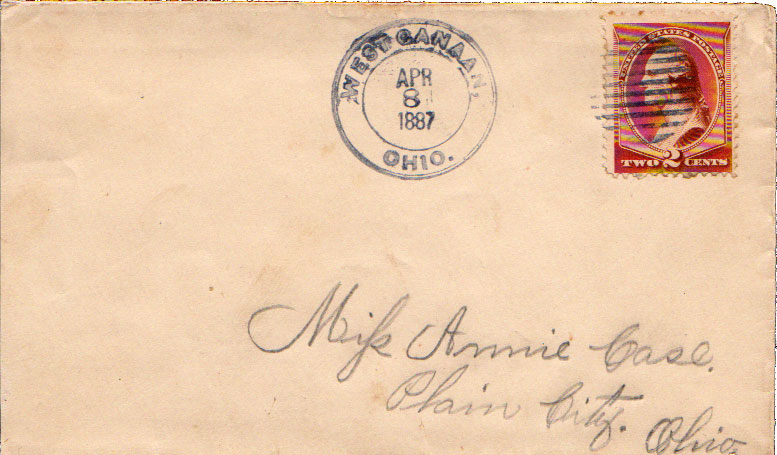 WEST CANAAN,
APR
8
1887
OHIO.
UNITED STATES POSTAGE
TWO 2 CENTS
Miss Annie Case.
Plain City.
Ohio.